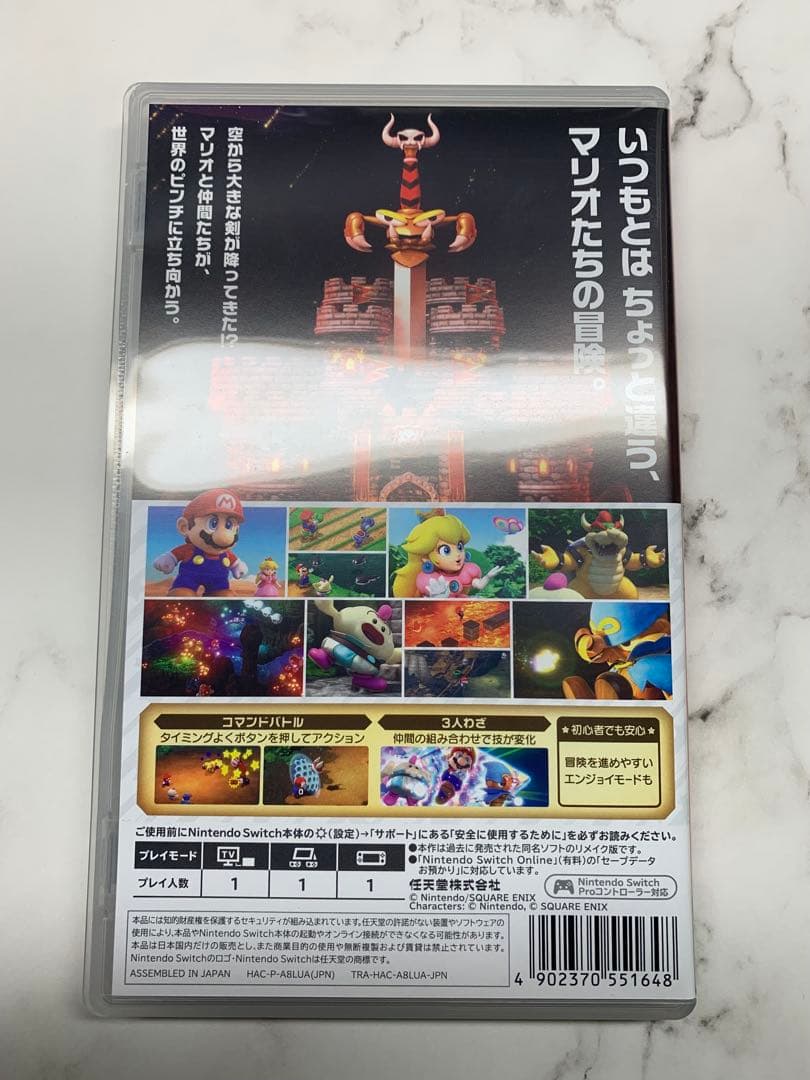 いつもとは ちょっと違う、
マリオたちの冒険。
空から大きな剣が降ってきた!?
マリオと仲間たちが、
世界のピンチに立ち向かう。
コマンドバトル
タイミングよくボタンを押してアクション
3人わざ
仲間の組み合わせで技が変化
★初心者でも安心★
冒険を進めやすい
エンジョイモードも
ご使用前にNintendo Switch本体の(設定)→「サポート」にある「安全に使用するために」を必ずお読みください。
プレイモード
TV
プレイ人数 1 1 1
●本作は過去に発売された同名ソフトのリメイク版です。
●「Nintendo Switch Online」(有料)の「セーブデータ
お預かり」に対応しています。
任天堂株式会社
© Nintendo/SQUARE ENIX
Characters: © Nintendo, © SQUARE ENIX
Nintendo Switch
Proコントローラー対応
本品には知的財産権を保護するセキュリティが組み込まれています。任天堂の許諾がない装置やソフトウェアの
使用により、本品やNintendo Switch本体の起動やオンライン接続ができなくなる可能性があります。
本品は日本国内だけの販売とし、また商業目的の使用や無断複製および賃貸は禁止されています。
Nintendo Switchのロゴ・Nintendo Switchは任天堂の商標です。
ASSEMBLED IN JAPAN HAC-P-A8LUA(JPN) TRA-HAC-A8LUA-JPN
4 902370 551648